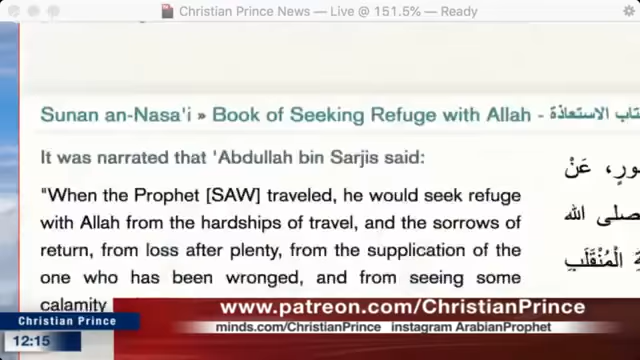 Christian Prince News — Live @ 151.5% — Ready
Sunan an-Nasa'i » Book of Seeking Refuge with Allah - كتاب الاستعاذة
It was narrated that 'Abdullah bin Sarjis said:
"When the Prophet [SAW] traveled, he would seek refuge
with Allah from the hardships of travel, and the sorrows of
return, from loss after plenty, from the supplication of the
one who has been wronged, and from seeing some
calamity
عَنْ
صلى الله
الْمُنْقَلَبِ
www.patreon.com/ChristianPrince
minds.com/ChristianPrince instagram ArabianProphet
Christian Prince
12:15